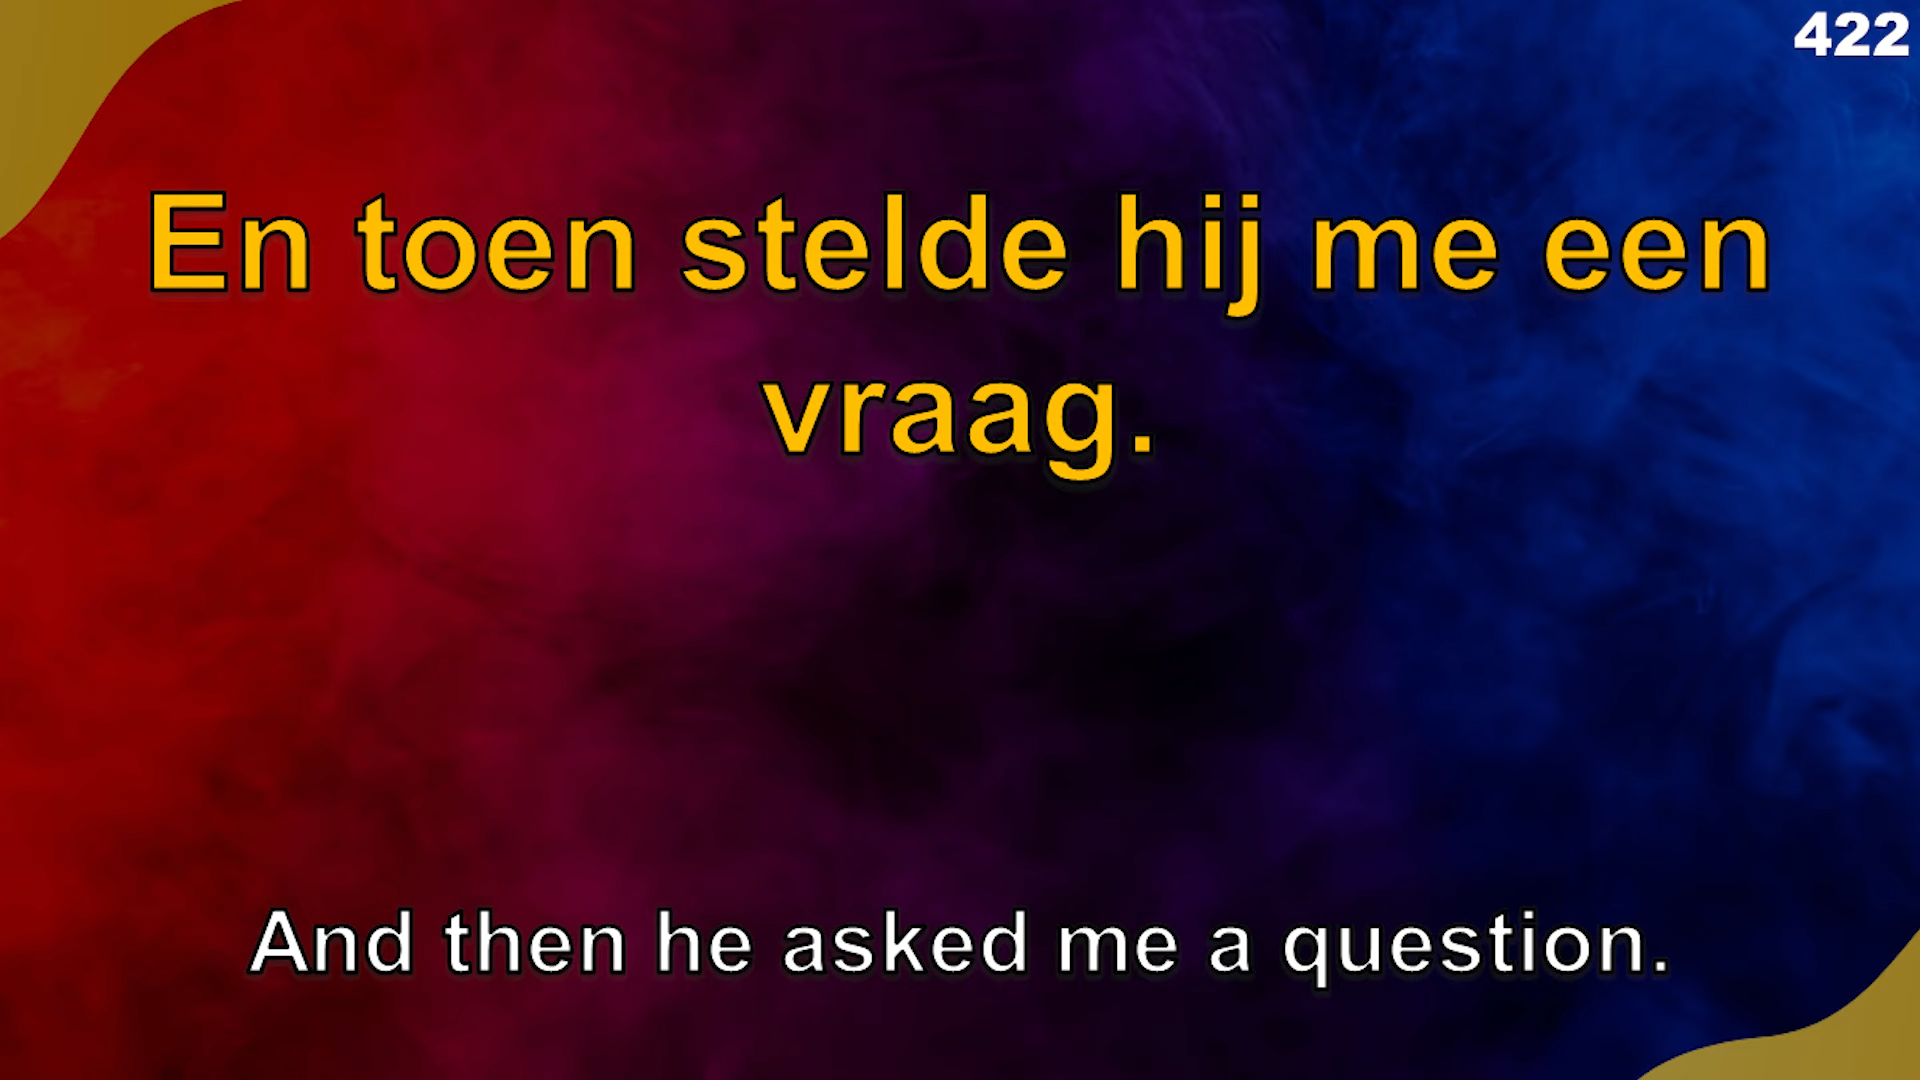 422
En toen stelde hij me een
vraag.
And then he asked me a question.